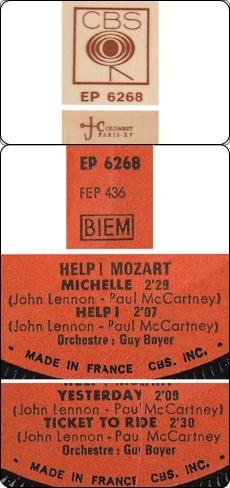 CBS
EP 6268
J COLOMBET
PARIS-XV
EP 6268
FEP 436
BIEM
HELP! MOZART
MICHELLE 2'29
(John Lennon - Paul McCartney)
HELP! 2'07
(John Lennon - Paul McCartney)
Orchestre : Guy Boyer
- MADE IN FRANCE CBS. INC. -
HELP! MOZART
YESTERDAY 2'09
(John Lennon - Paul McCartney)
TICKET TO RIDE 2'30
(John Lennon - Paul McCartney
Orchestre : Guy Boyer
- MADE IN FRANCE CBS. INC. -